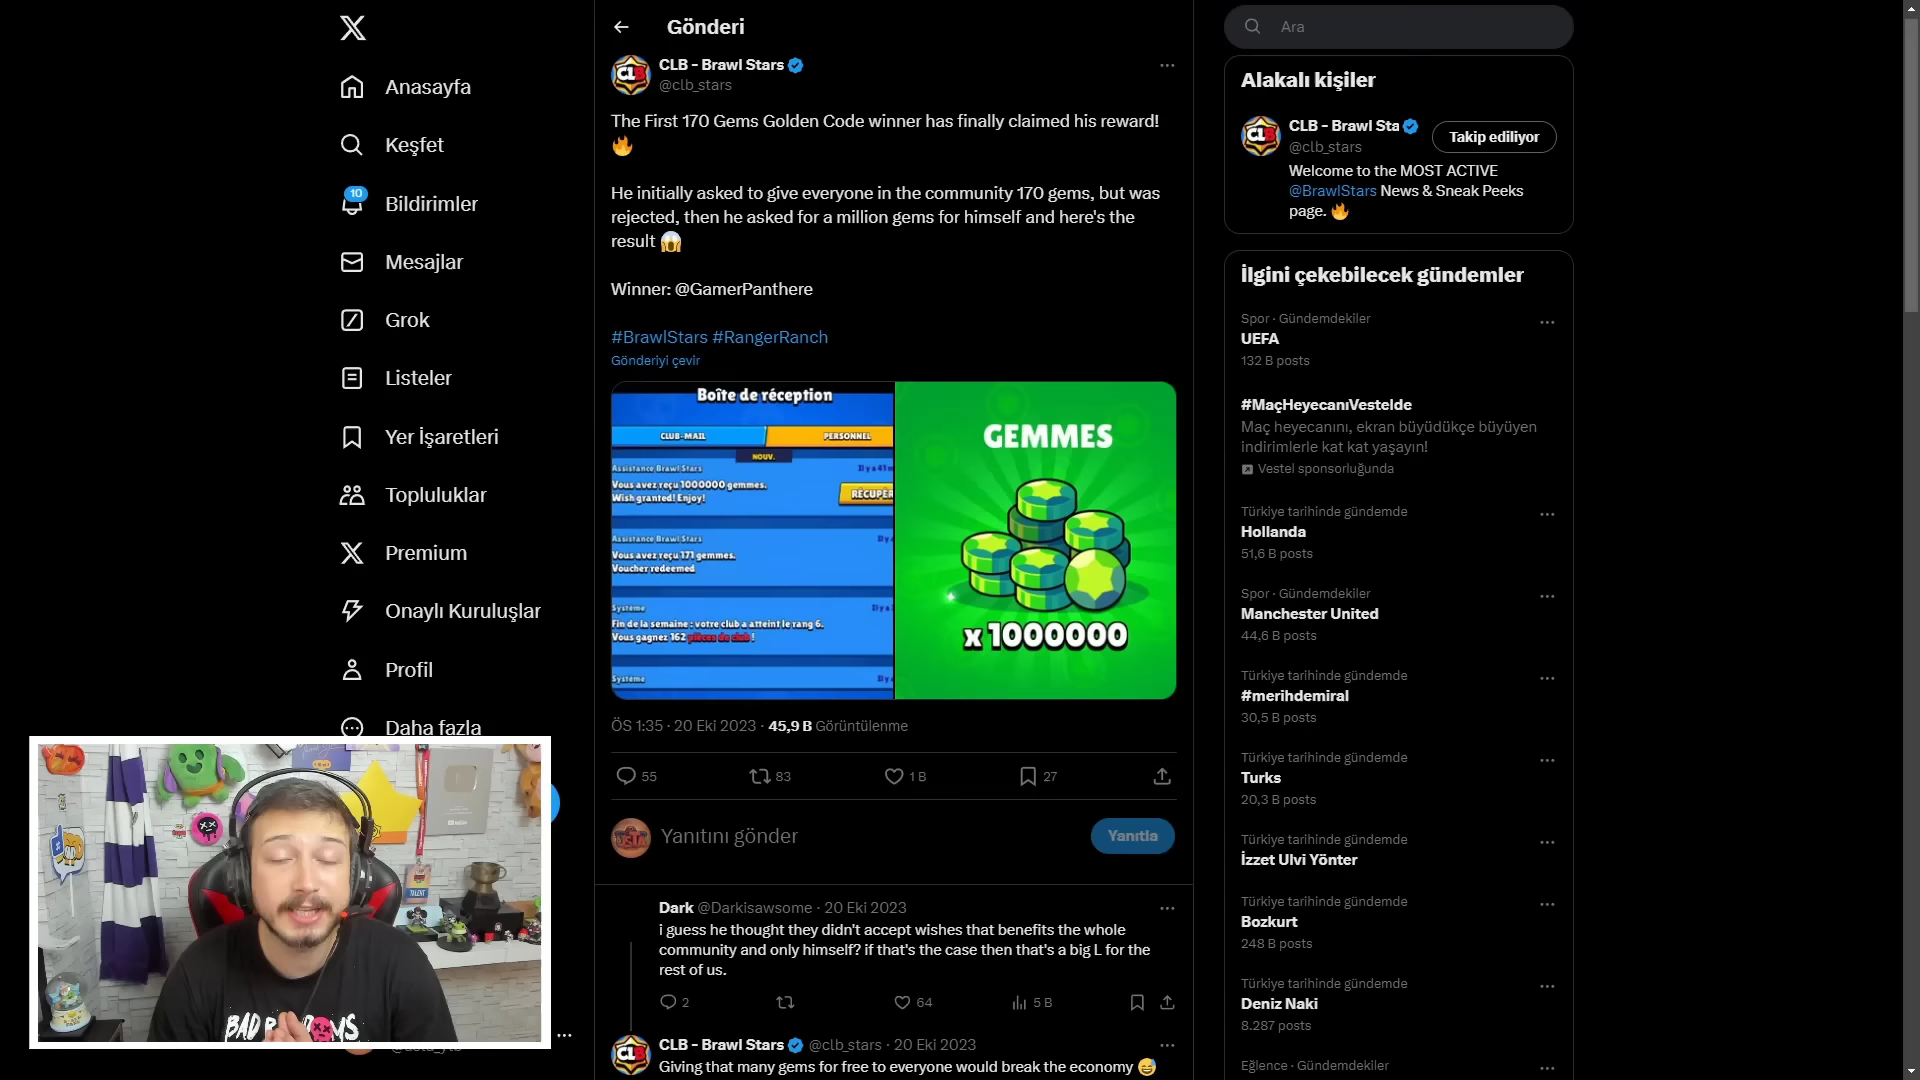 Anasayfa
Keşfet
10
Bildirimler
Mesajlar
Grok
Listeler
Yer İşaretleri
Topluluklar
Premium
Onaylı Kuruluşlar
Profil
Daha fazla
TALENT
BAD
Gönderi
CLB
CLB - Brawl Stars
@clb_stars
The First 170 Gems Golden Code winner has finally claimed his reward!
🔥
He initially asked to give everyone in the community 170 gems, but was
rejected, then he asked for a million gems for himself and here's the
result 😱
Winner: @GamerPanthere
#BrawlStars #RangerRanch
Gönderiyi çevir
Boîte de réception
CLUB-MAIL
PERSONNEL
NOUV.
Assistance Brawl Stars
Il y a 41m
Vous avez reçu 1000000 gemmes.
Wish granted! Enjoy!
RÉCUPÉR
Assistance Brawl Stars
Il y
Vous avez reçu 171 gemmes.
Voucher redeemed
Système
Il y a
Fin de la semaine : votre club a atteint le rang 6.
Vous gagnez 162 pièces de club !
Système
Il y
GEMMES
x 1000000
ÖS 1:35 · 20 Eki 2023 · 45,9 B Görüntülenme
55
83
1 B
27
USTA
Yanıtını gönder
Yanıtla
Dark @Darkisawsome · 20 Eki 2023
i guess he thought they didn't accept wishes that benefits the whole
community and only himself? if that's the case then that's a big L for the
rest of us.
2
64
5 B
CLB
CLB - Brawl Stars @clb_stars · 20 Eki 2023
Giving that many gems for free to everyone would break the economy 😅
Ara
Alakalı kişiler
CLB
CLB - Brawl Sta
@clb_stars
Takip ediliyor
Welcome to the MOST ACTIVE
@BrawlStars News & Sneak Peeks
page. 🔥
İlgini çekebilecek gündemler
Spor · Gündemdekiler
UEFA
132 B posts
#MaçHeyecanıVestelde
Maç heyecanını, ekran büyüdükçe büyüyen
indirimlerle kat kat yaşayın!
Vestel sponsorluğunda
Türkiye tarihinde gündemde
Hollanda
51,6 B posts
Spor · Gündemdekiler
Manchester United
44,6 B posts
Türkiye tarihinde gündemde
#merihdemiral
30,5 B posts
Türkiye tarihinde gündemde
Turks
20,3 B posts
Türkiye tarihinde gündemde
İzzet Ulvi Yönter
Türkiye tarihinde gündemde
Bozkurt
248 B posts
Türkiye tarihinde gündemde
Deniz Naki
8.287 posts
Eğlence · Gündemdekiler